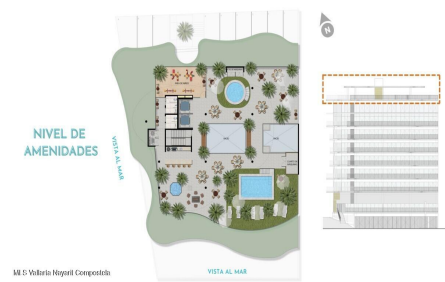 N
NIVEL DE
AMENIDADES
VISTA AL MAR
MLS Vallarta Nayarit Compostela
VISTA AL MAR